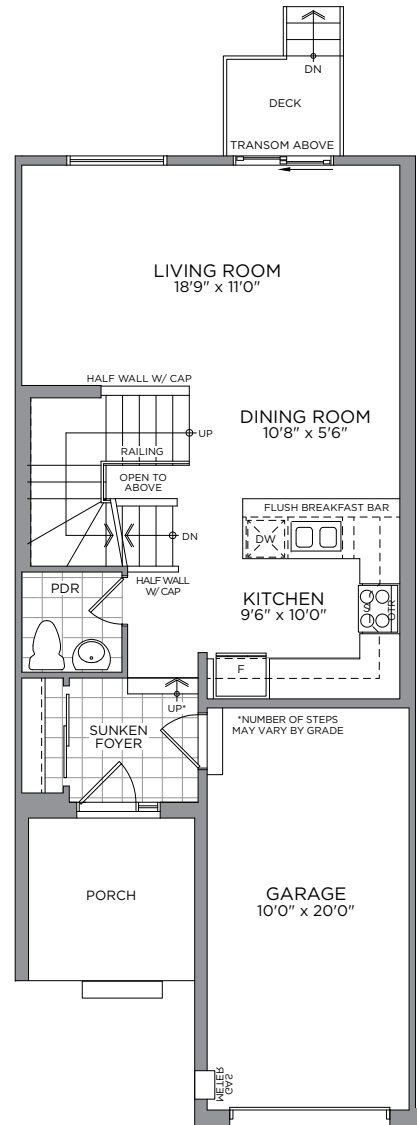 DN
DECK
TRANSOM ABOVE
LIVING ROOM
18'9" x 11'0"
HALF WALL W/ CAP
UP
DINING ROOM
10'8" x 5'6"
RAILING
OPEN TO
ABOVE
FLUSH BREAKFAST BAR
DN
DW
HALF WALL
W/ CAP
PDR
KITCHEN
9'6" x 10'0"
S
OTR
F
UP*
SUNKEN
FOYER
*NUMBER OF STEPS
MAY VARY BY GRADE
PORCH
GARAGE
10'0" x 20'0"
GAS
METER